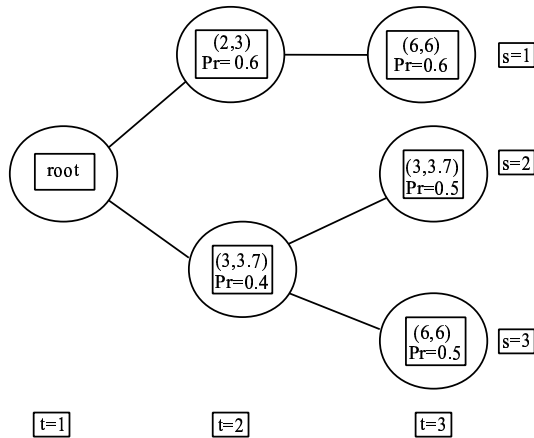 (2,3)
Pr= 0.6
(6,6)
Pr= 0.6
s=1
root
(3,3.7)
Pr=0.5
s=2
(3,3.7)
Pr=0.4
(6,6)
Pr=0.5
s=3
t=1
t=2
t=3